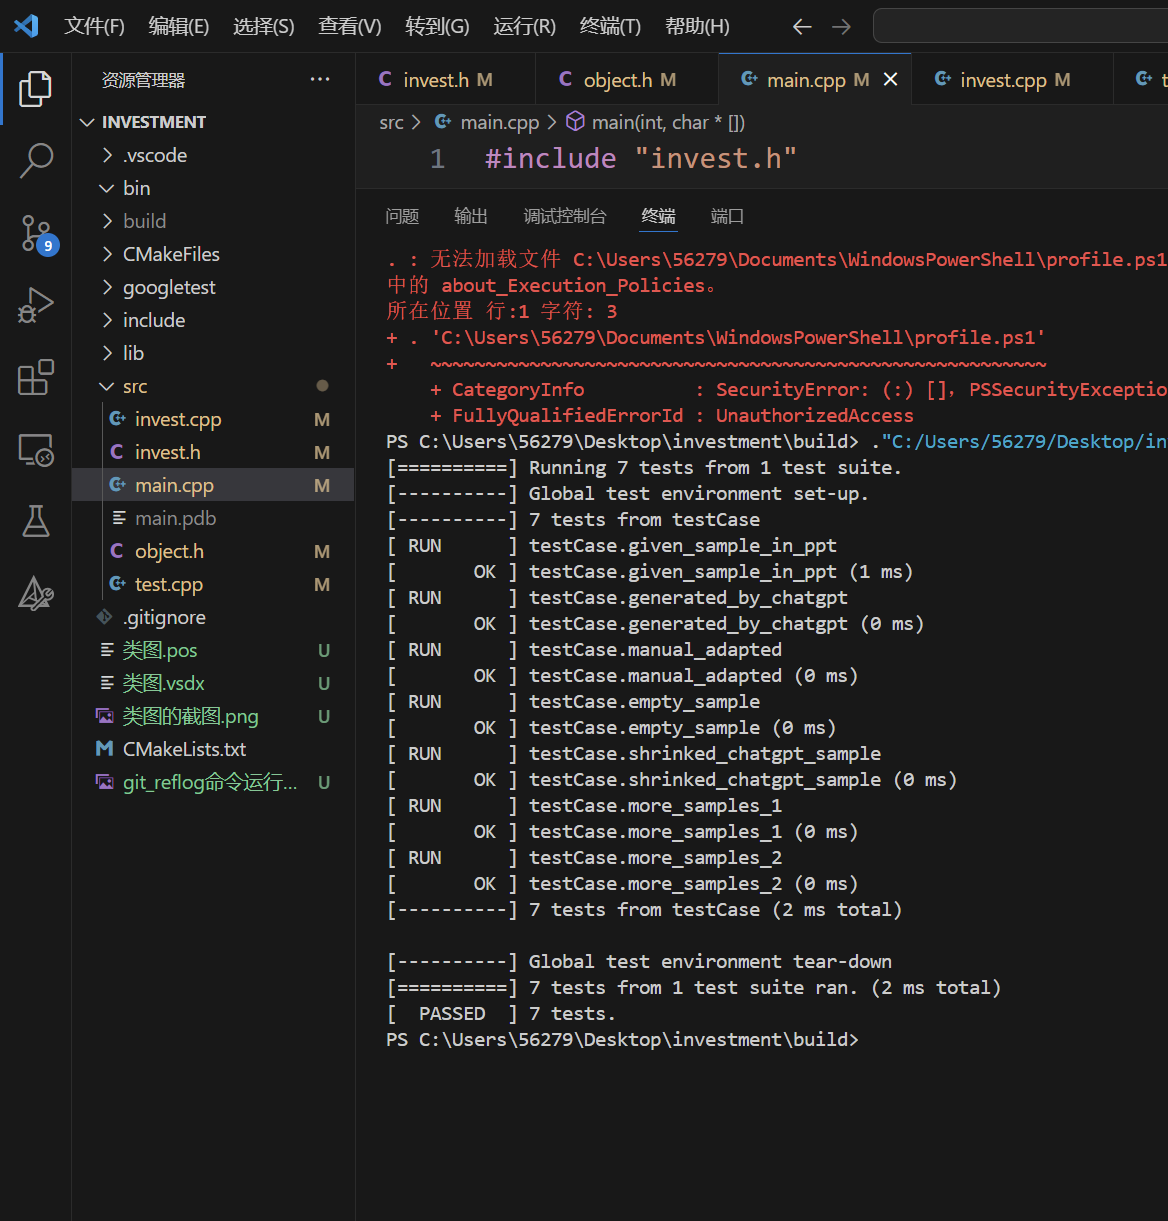 文件(F) 编辑(E) 选择(S) 查看(V) 转到(G) 运行(R) 终端(T) 帮助(H)
资源管理器
INVESTMENT
.vscode
bin
build
CMakeFiles
googletest
include
lib
src
invest.cpp M
invest.h M
main.cpp M
main.pdb
object.h M
test.cpp M
.gitignore
类图.pos U
类图.vsdx U
类图的截图.png U
CMakeLists.txt
git_reflog命令运行... U
9
invest.h M object.h M main.cpp M invest.cpp M t
src > main.cpp > main(int, char * [])
1 #include "invest.h"
问题 输出 调试控制台 终端 端口
. : 无法加载文件 C:\Users\56279\Documents\WindowsPowerShell\profile.ps1
中的 about_Execution_Policies。
所在位置 行:1 字符: 3
+ . 'C:\Users\56279\Documents\WindowsPowerShell\profile.ps1'
+ ~~~~~~~~~~~~~~~~~~~~~~~~~~~~~~~~~~~~~~~~~~~~~~~~~~~~~~~~
+ CategoryInfo : SecurityError: (:) [], PSSecurityExceptio
+ FullyQualifiedErrorId : UnauthorizedAccess
PS C:\Users\56279\Desktop\investment\build> ."C:/Users/56279/Desktop/in
[==========] Running 7 tests from 1 test suite.
[----------] Global test environment set-up.
[----------] 7 tests from testCase
[ RUN      ] testCase.given_sample_in_ppt
[       OK ] testCase.given_sample_in_ppt (1 ms)
[ RUN      ] testCase.generated_by_chatgpt
[       OK ] testCase.generated_by_chatgpt (0 ms)
[ RUN      ] testCase.manual_adapted
[       OK ] testCase.manual_adapted (0 ms)
[ RUN      ] testCase.empty_sample
[       OK ] testCase.empty_sample (0 ms)
[ RUN      ] testCase.shrinked_chatgpt_sample
[       OK ] testCase.shrinked_chatgpt_sample (0 ms)
[ RUN      ] testCase.more_samples_1
[       OK ] testCase.more_samples_1 (0 ms)
[ RUN      ] testCase.more_samples_2
[       OK ] testCase.more_samples_2 (0 ms)
[----------] 7 tests from testCase (2 ms total)
[----------] Global test environment tear-down
[==========] 7 tests from 1 test suite ran. (2 ms total)
[  PASSED  ] 7 tests.
PS C:\Users\56279\Desktop\investment\build>